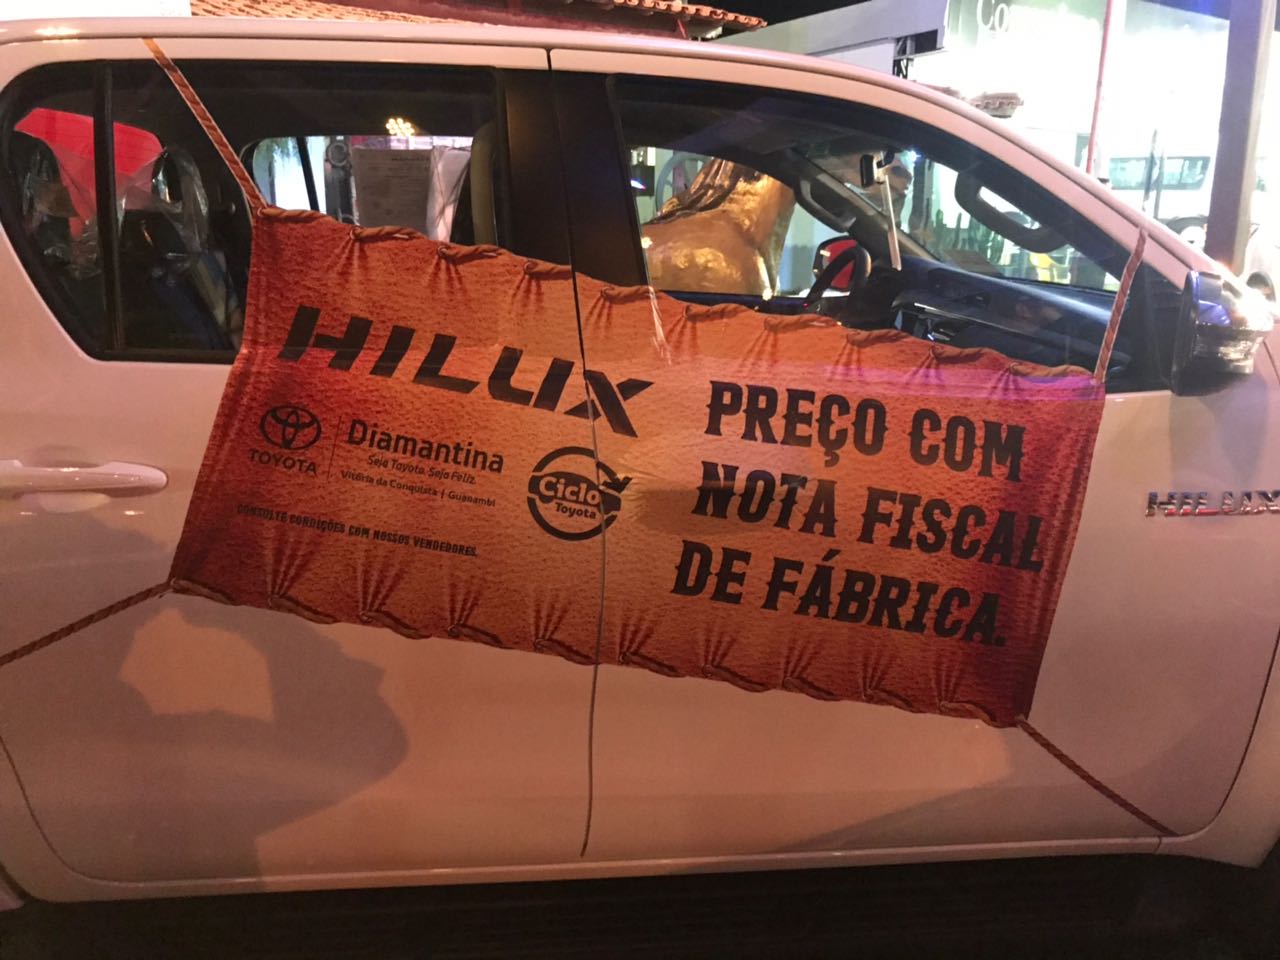 Co
HILUX
TOYOTA
Diamantina
Seja Toyota. Seja Feliz.
Vitória da Conquista | Guanambi
Ciclo
Toyota
CONSULTE CONDIÇÕES COM NOSSOS VENDEDORES.
PREÇO COM
NOTA FISCAL
DE FÁBRICA.
HILUX